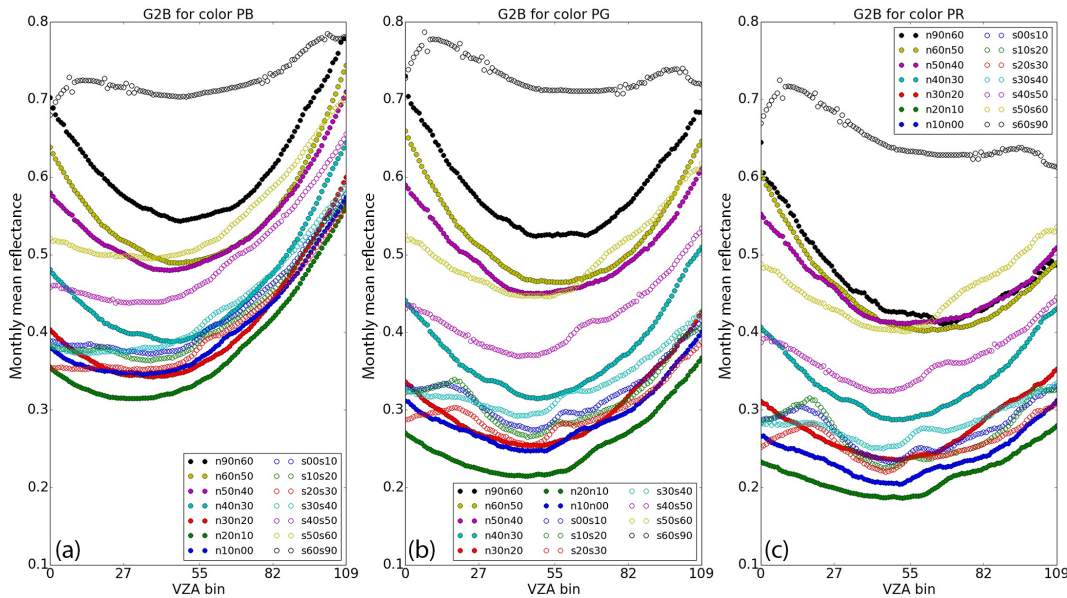 G2B for color PB
0.8
0.7
0.6
0.5
0.4
0.3
0.2
0.1
Monthly mean reflectance
0 27 55 82 109
VZA bin
(a)
n90n60 s00s10
n60n50 s10s20
n50n40 s20s30
n40n30 s30s40
n30n20 s40s50
n20n10 s50s60
n10n00 s60s90
G2B for color PG
0.8
0.7
0.6
0.5
0.4
0.3
0.2
0.1
Monthly mean reflectance
0 27 55 82 109
VZA bin
(b)
n90n60 n20n10 s30s40
n60n50 n10n00 s40s50
n50n40 s00s10 s50s60
n40n30 s10s20 s60s90
n30n20 s20s30
G2B for color PR
0.8
0.7
0.6
0.5
0.4
0.3
0.2
0.1
Monthly mean reflectance
0 27 55 82 109
VZA bin
(c)
n90n60 s00s10
n60n50 s10s20
n50n40 s20s30
n40n30 s30s40
n30n20 s40s50
n20n10 s50s60
n10n00 s60s90